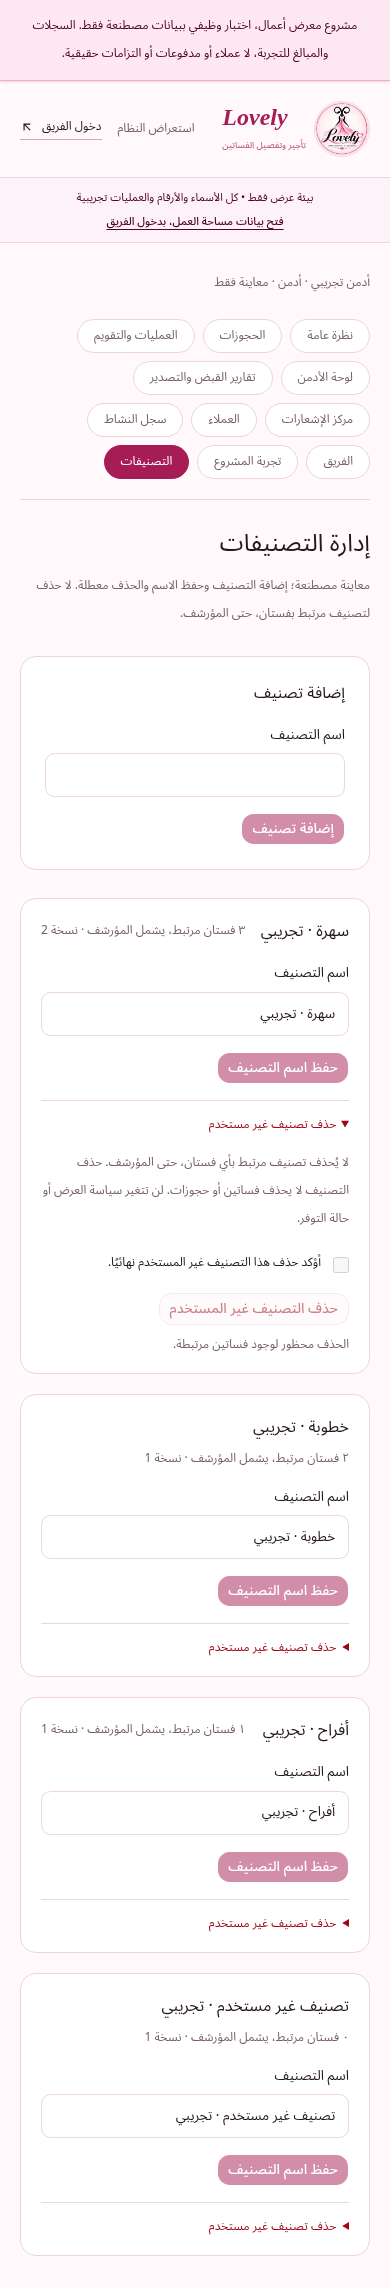 مشروع معرض أعمال، اختبار وظيفي ببيانات مصطنعة فقط. السجلات
والمبالغ للتجربة، لا عملاء أو مدفوعات أو التزامات حقيقية.
Lovely
Lovely
تأجير وتفصيل الفساتين
استعراض النظام
دخول الفريق ↖
بيئة عرض فقط • كل الأسماء والأرقام والعمليات تجريبية
فتح بيانات مساحة العمل، بدخول الفريق
أدمن تجريبي · أدمن · معاينة فقط
نظرة عامة
الحجوزات
العمليات والتقويم
لوحة الأدمن
تقارير القبض والتصدير
مركز الإشعارات
العملاء
سجل النشاط
الفريق
تجربة المشروع
التصنيفات
إدارة التصنيفات
معاينة مصطنعة؛ إضافة التصنيف وحفظ الاسم والحذف معطلة. لا حذف
لتصنيف مرتبط بفستان، حتى المؤرشف.
إضافة تصنيف
اسم التصنيف
إضافة تصنيف
سهرة · تجريبي
٣ فستان مرتبط، يشمل المؤرشف · نسخة 2
اسم التصنيف
سهرة · تجريبي
حفظ اسم التصنيف
▼ حذف تصنيف غير مستخدم
لا يُحذف تصنيف مرتبط بأي فستان، حتى المؤرشف. حذف
التصنيف لا يحذف فساتين أو حجوزات. لن تتغير سياسة العرض أو
حالة التوفر.
أؤكد حذف هذا التصنيف غير المستخدم نهائيًا.
حذف التصنيف غير المستخدم
الحذف محظور لوجود فساتين مرتبطة.
خطوبة · تجريبي
٢ فستان مرتبط، يشمل المؤرشف · نسخة 1
اسم التصنيف
خطوبة · تجريبي
حفظ اسم التصنيف
◀ حذف تصنيف غير مستخدم
أفراح · تجريبي
١ فستان مرتبط، يشمل المؤرشف · نسخة 1
اسم التصنيف
أفراح · تجريبي
حفظ اسم التصنيف
◀ حذف تصنيف غير مستخدم
تصنيف غير مستخدم · تجريبي
٠ فستان مرتبط، يشمل المؤرشف · نسخة 1
اسم التصنيف
تصنيف غير مستخدم · تجريبي
حفظ اسم التصنيف
◀ حذف تصنيف غير مستخدم